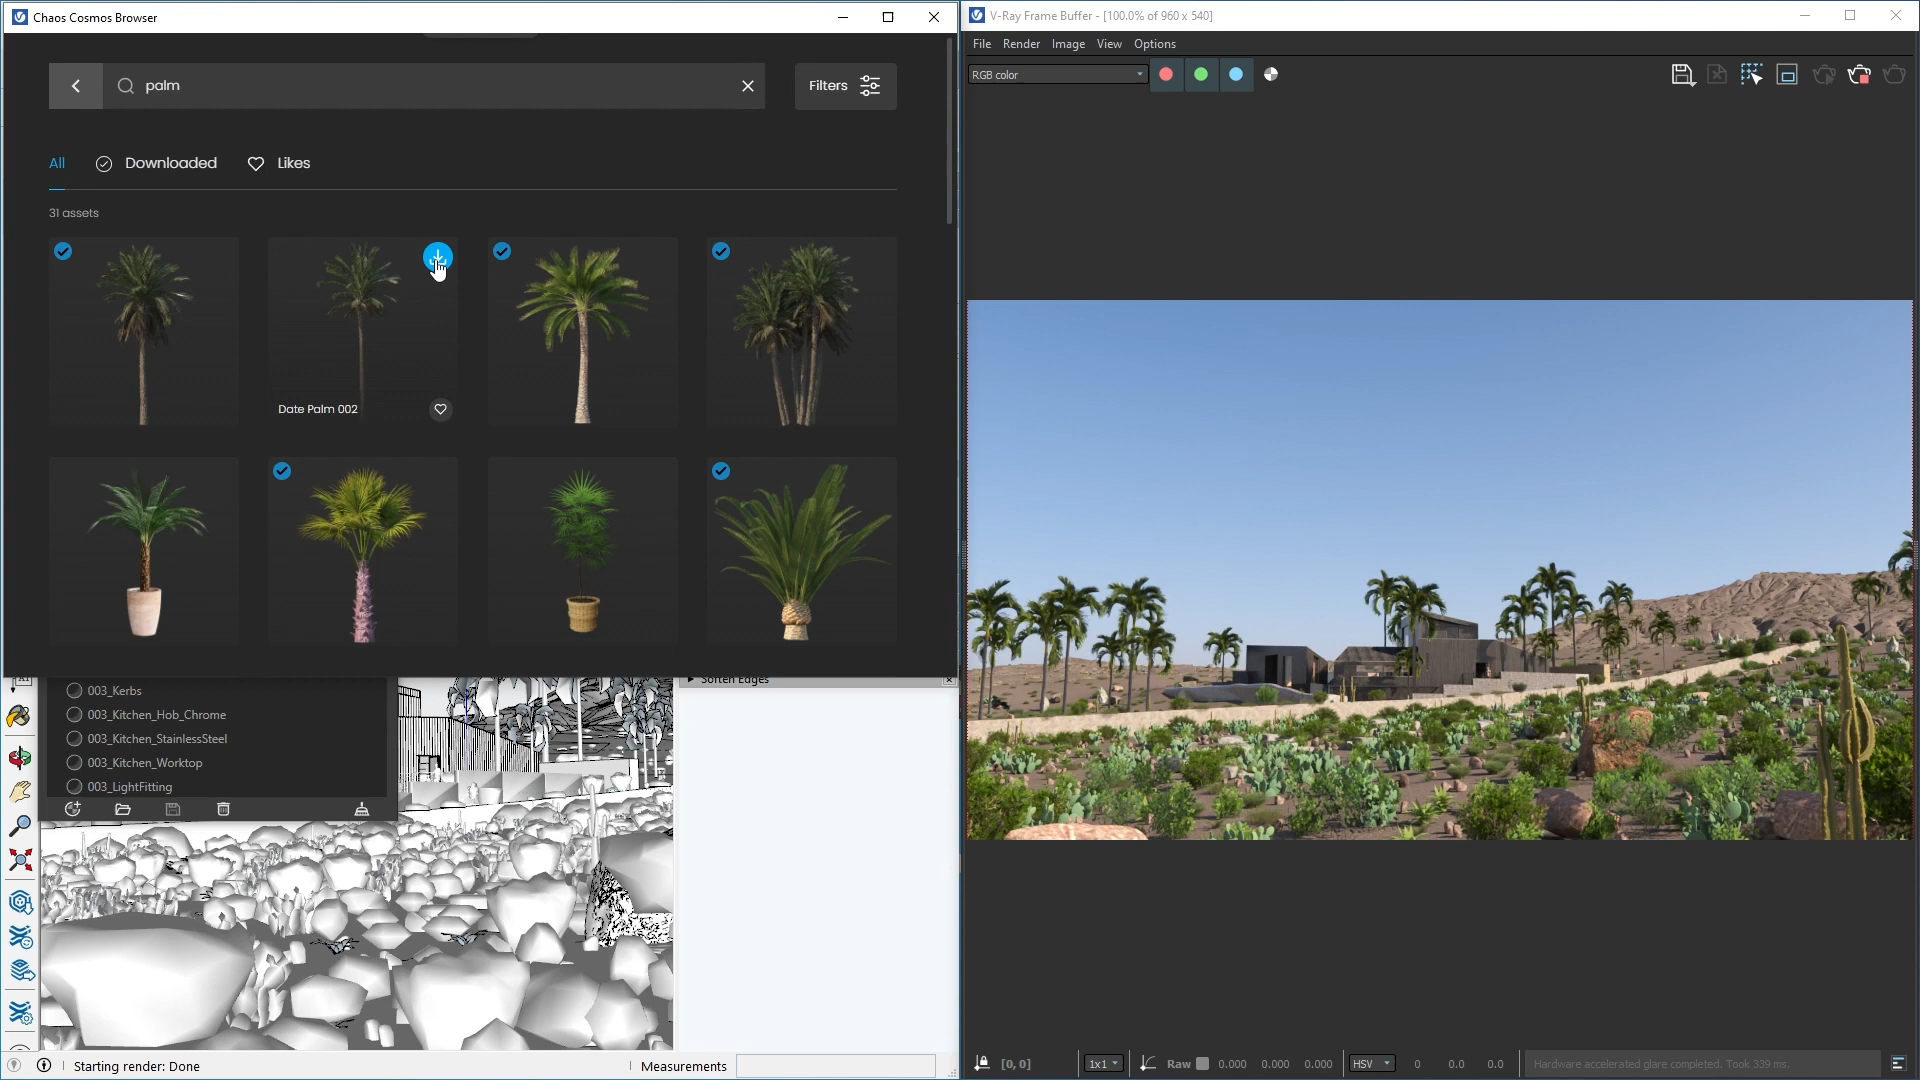 Chaos Cosmos Browser
palm
Filters
All
Downloaded
Likes
31 assets
Date Palm 002
003_Kerbs
003_Kitchen_Hob_Chrome
003_Kitchen_StainlessSteel
003_Kitchen_Worktop
003_LightFitting
Soften Edges
Starting render: Done
Measurements
V-Ray Frame Buffer - [100.0% of 960 x 540]
File
Render
Image
View
Options
RGB color
[0, 0]
1x1
Raw
0.000
0.000
0.000
HSV
0
0.0
0.0
Hardware accelerated glare completed. Took 339 ms.